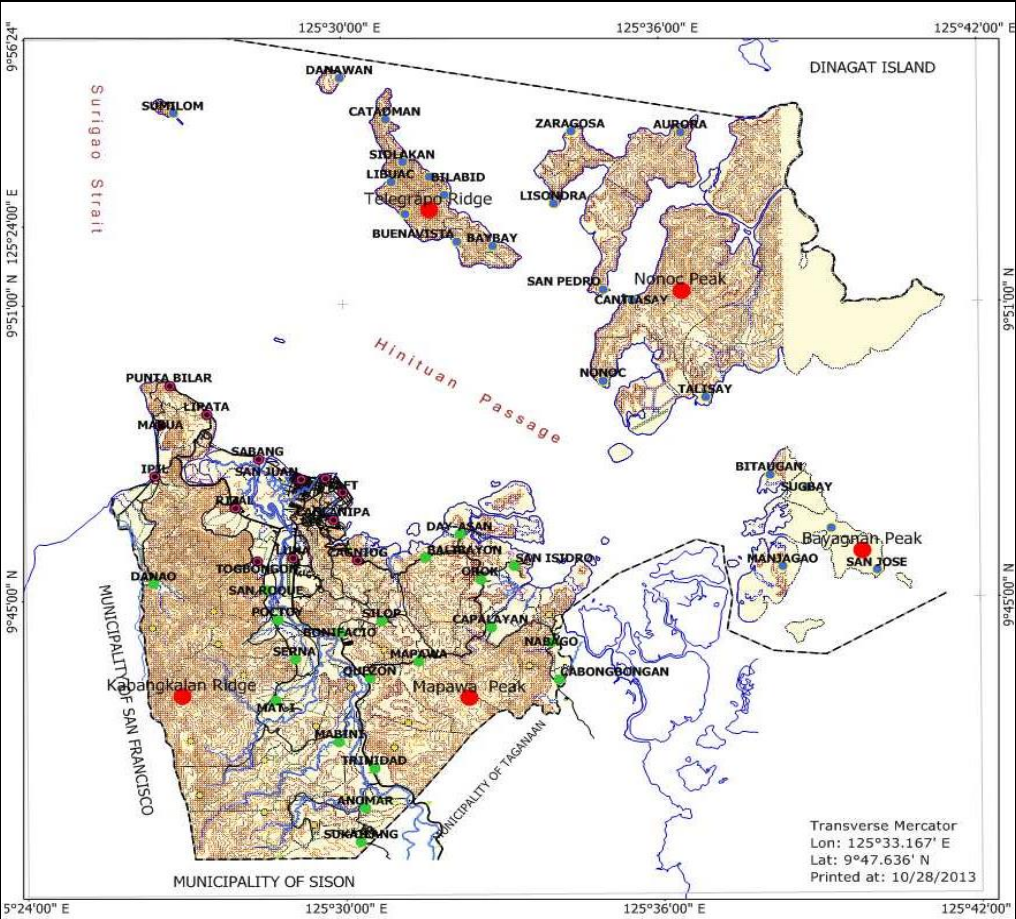 125°30'00" E
125°36'00" E
125°42'00" E
9°56'24"
DINAGAT ISLAND
DANAWAN
SUMILOM
CATADMAN
ZARAGOSA
AURORA
Surigao Strait
SIDLAKAN
LIBUAC
BILABID
Telegrapo Ridge
LISONDRA
125°24'00" E
BUENAVISTA
BAYBAY
SAN PEDRO
Nonoc Peak
CANTIASAY
9°51'00" N
9°51'00" N
Hinituan Passage
PUNTA BILAR
NONOC
TALISAY
LIPATA
MABUA
SABANG
SAN JUAN
IPIL
TAFT
BITAUGAN
SUGBAY
RIZAL
CANLANIPA
DAY-ASAN
Bayagnan Peak
LUNA
CAGNIOG
BALIBAYON
SAN ISIDRO
MANJAGAO
SAN JOSE
TOGBONGON
OROK
DANAO
SAN ROQUE
9°45'00" N
9°45'00" N
POCTOY
SILOP
CAPALAYAN
BONIFACIO
NABAGO
SERNA
MAPAWA
QUEZON
CABONGBONGAN
Kabangkalan Ridge
Mapawa Peak
MAT-I
MABINI
TRINIDAD
MUNICIPALITY OF SAN FRANCISCO
MUNICIPALITY OF TAGANAAN
ANOMAR
SUKAILANG
MUNICIPALITY OF SISON
Transverse Mercator
Lon: 125°33.167' E
Lat: 9°47.636' N
Printed at: 10/28/2013
5°24'00" E
125°30'00" E
125°36'00" E
125°42'00" E